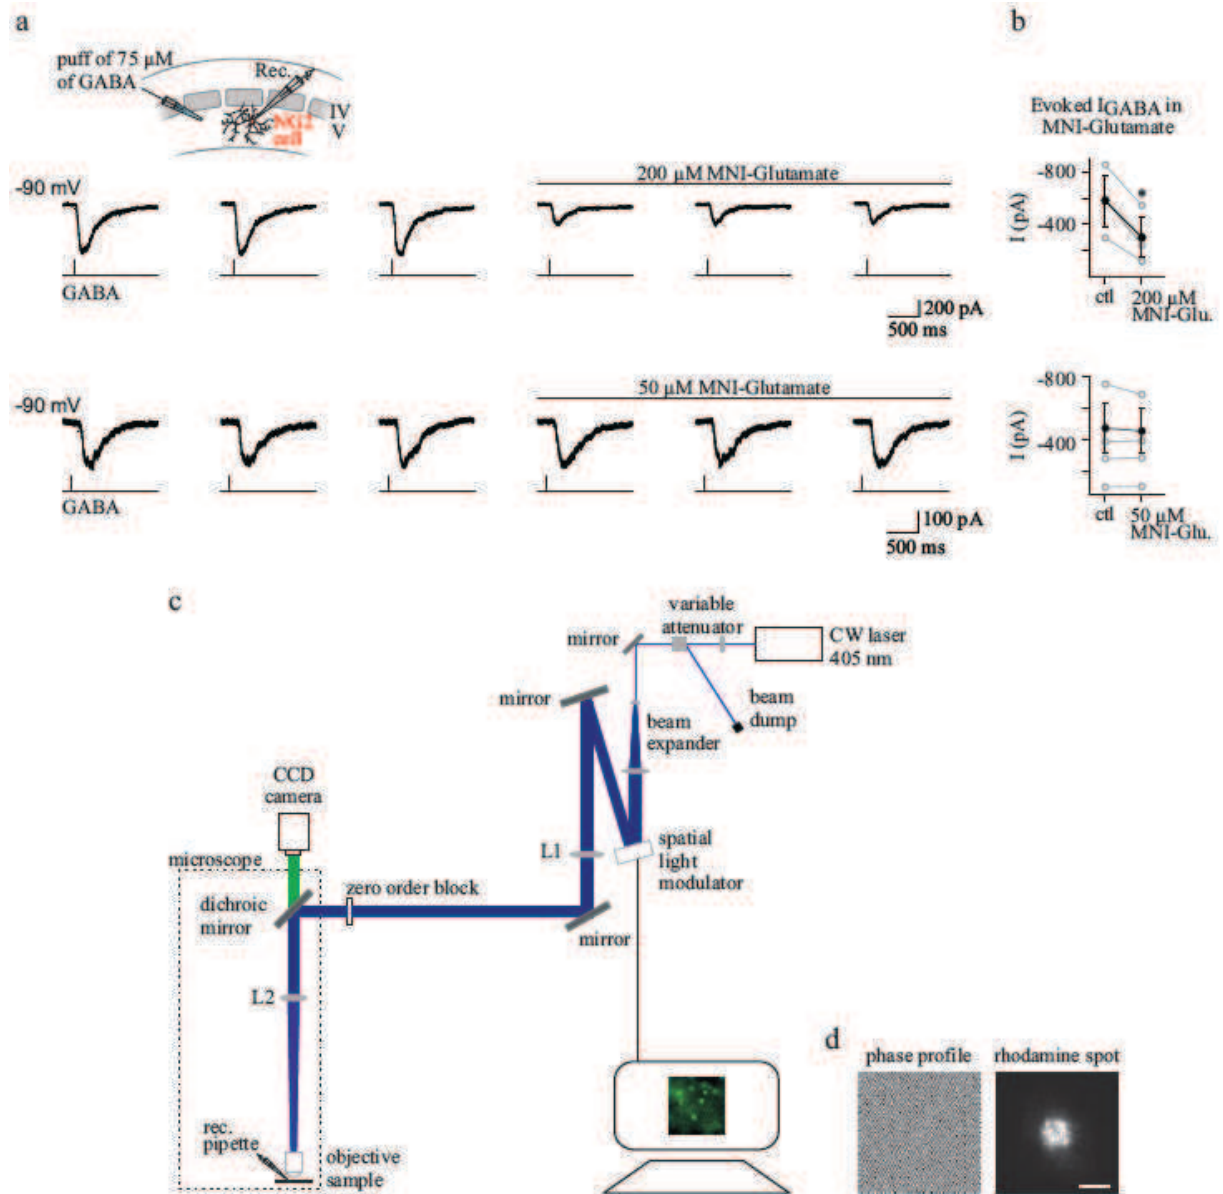 a
puff of 75 µM
of GABA
Rec.
IV
V
NG2
cell
-90 mV
200 µM MNI-Glutamate
GABA
200 pA
500 ms
-90 mV
50 µM MNI-Glutamate
GABA
100 pA
500 ms
b
Evoked IGABA in
MNI-Glutamate
-800
-400
I (pA)
ctl
200 µM
MNI-Glu.
-800
-400
I (pA)
ctl
50 µM
MNI-Glu.
c
variable
attenuator
mirror
CW laser
405 nm
mirror
beam
expander
beam
dump
CCD
camera
L1
spatial
light
modulator
microscope
zero order block
dichroic
mirror
mirror
L2
rec.
pipette
objective
sample
d
phase profile
rhodamine spot